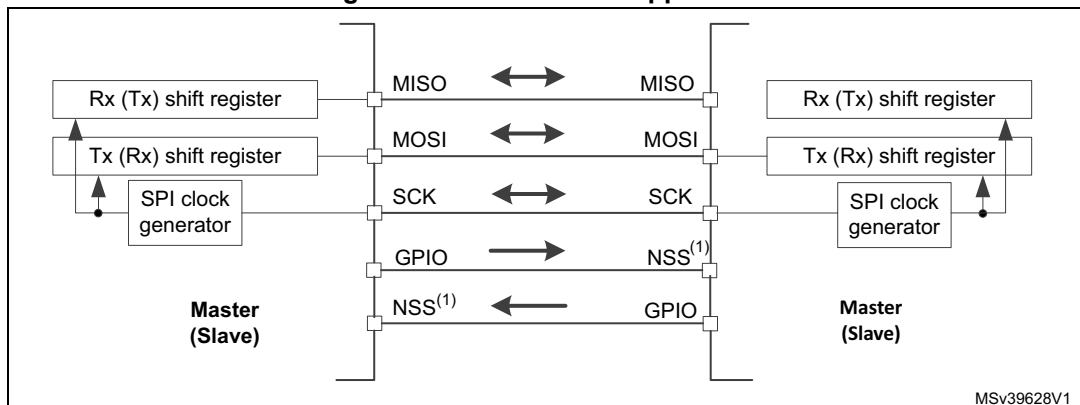 MISO MISO
Rx (Tx) shift register Rx (Tx) shift register
MOSI MOSI
Tx (Rx) shift register Tx (Rx) shift register
SPI clock
generator
SCK SCK
SPI clock
generator
GPIO NSS(1)
NSS(1) GPIO
Master
(Slave)
Master
(Slave)
MSv39628V1